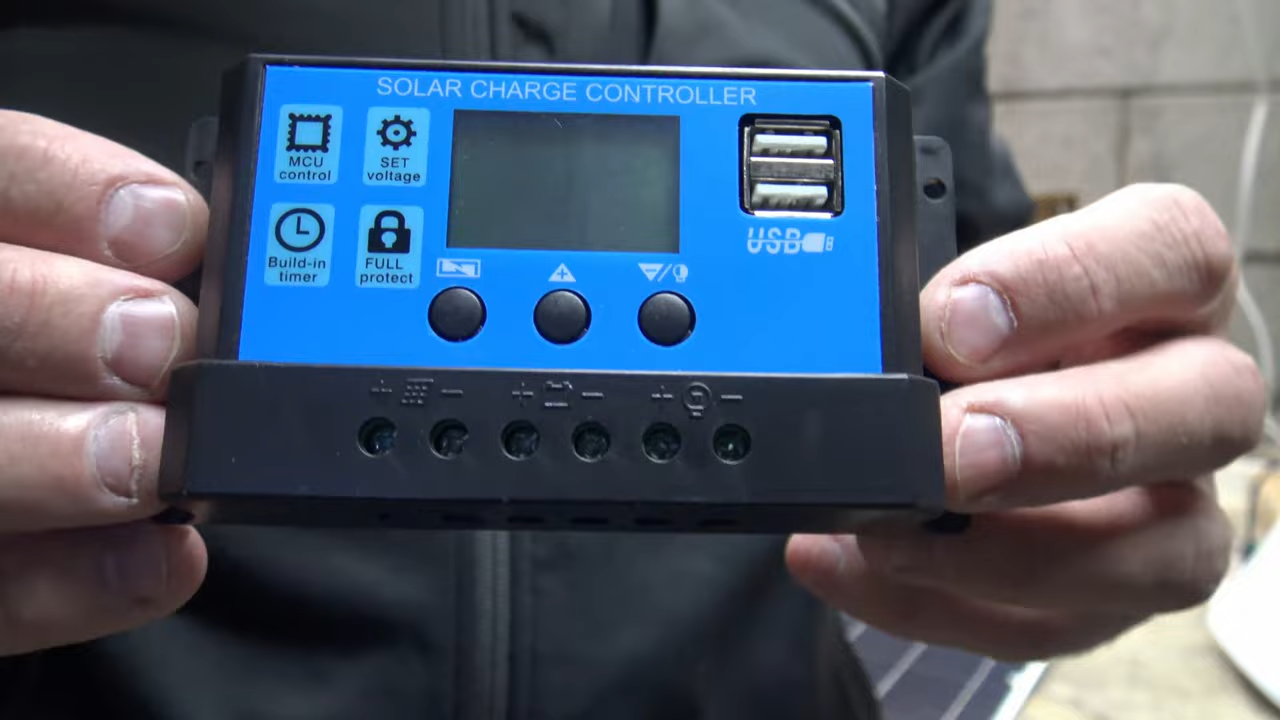 SOLAR CHARGE CONTROLLER
MCU
control
SET
voltage
Build-in
timer
FULL
protect
USB